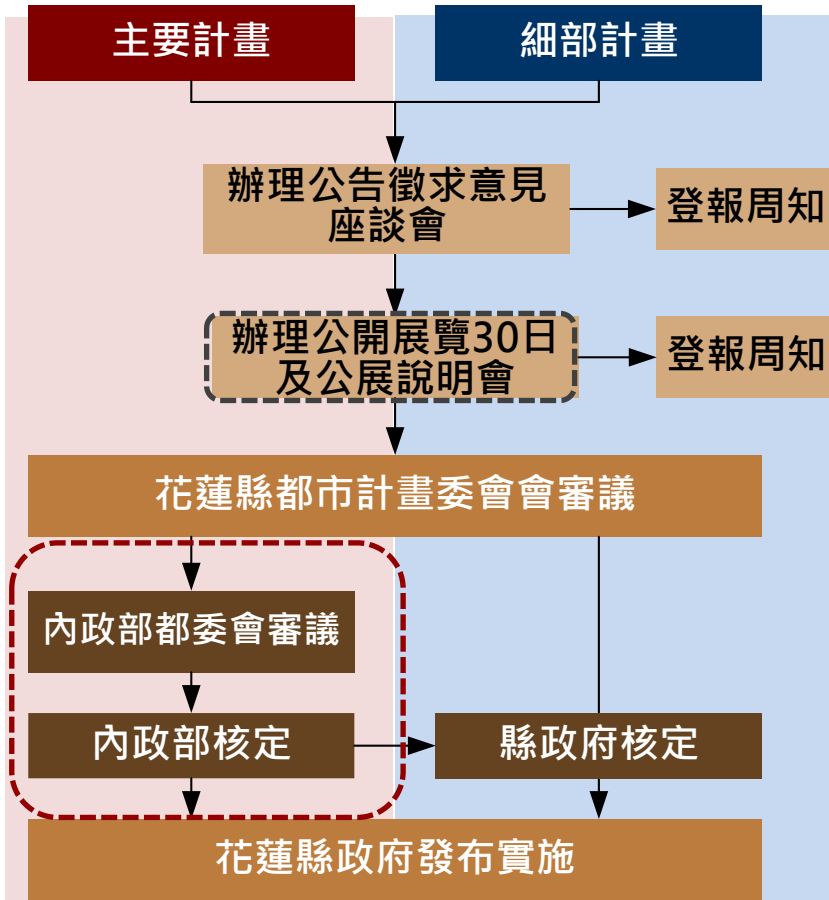 主要計畫
細部計畫
辦理公告徵求意見
座談會
登報周知
辦理公開展覽30日
及公展說明會
登報周知
花蓮縣都市計畫委會會審議
內政部都委會審議
內政部核定
縣政府核定
花蓮縣政府發布實施